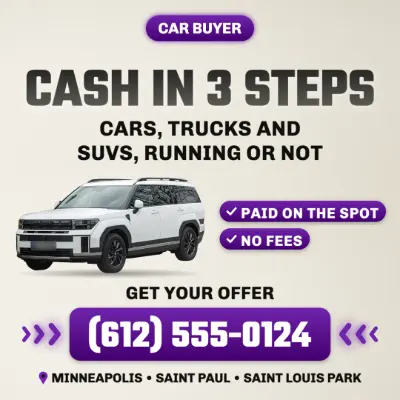 CAR BUYER
CASH IN 3 STEPS
CARS, TRUCKS AND
SUVS, RUNNING OR NOT
PAID ON THE SPOT
NO FEES
GET YOUR OFFER
(612) 555-0124
MINNEAPOLIS • SAINT PAUL • SAINT LOUIS PARK